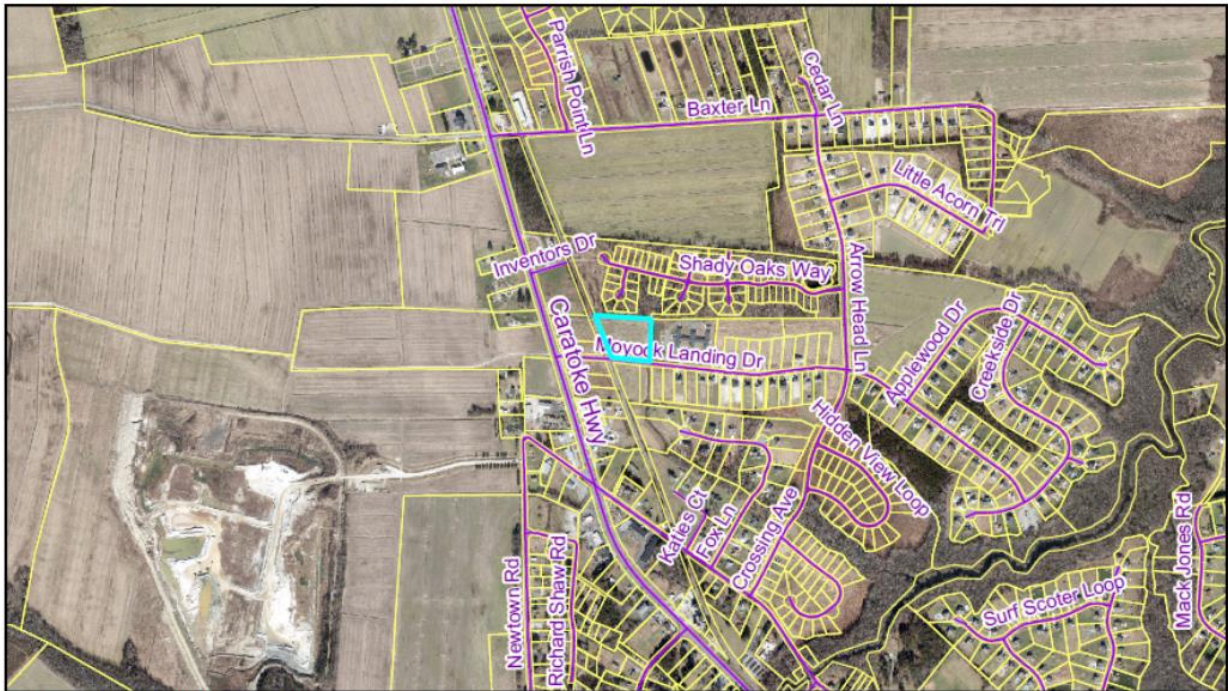 Parrish Point Ln
Cedar Ln
Baxter Ln
Little Acorn Trl
Inventors Dr
Shady Oaks Way
Arrow Head Ln
Caratoke Hwy
Moyock Landing Dr
Applewood Dr
Creekside Dr
Hidden View Loop
Katies Ct
Fox Ln
Crossing Ave
Newtown Rd
Richard Shaw Rd
Surf Scoter Loop
Mack Jones Rd